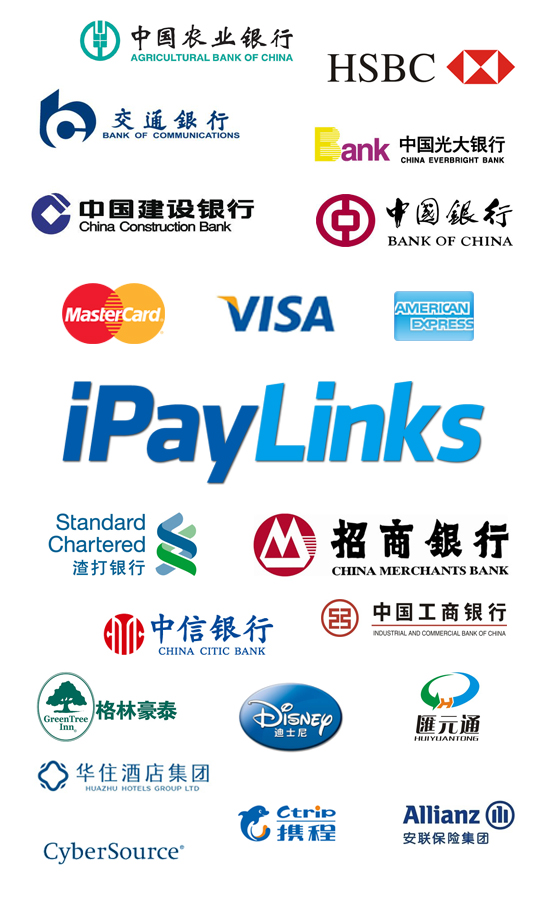 中国农业银行
AGRICULTURAL BANK OF CHINA
HSBC
交通銀行
BANK OF COMMUNICATIONS
Bank 中国光大银行
CHINA EVERBRIGHT BANK
中国建设银行
China Construction Bank
中國銀行
BANK OF CHINA
MasterCard
VISA
AMERICAN
EXPRESS
iPayLinks
Standard
Chartered
渣打银行
招商銀行
CHINA MERCHANTS BANK
中信银行
CHINA CITIC BANK
中国工商银行
INDUSTRIAL AND COMMERCIAL BANK OF CHINA
GreenTree
Inn
格林豪泰
Disney
迪士尼
匯元通
HUIYUANTONG
华住酒店集团
HUAZHU HOTELS GROUP LTD
Ctrip
携程
Allianz
安联保险集团
CyberSource®